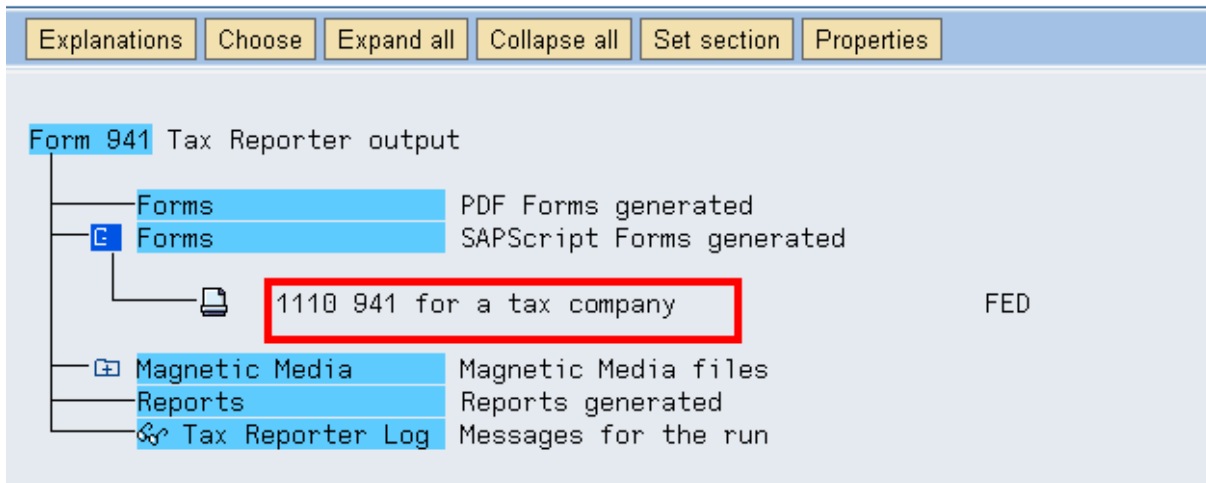 Explanations Choose Expand all Collapse all Set section Properties
Form 941 Tax Reporter output
Forms PDF Forms generated
Forms SAPScript Forms generated
1110 941 for a tax company FED
Magnetic Media Magnetic Media files
Reports Reports generated
Tax Reporter Log Messages for the run